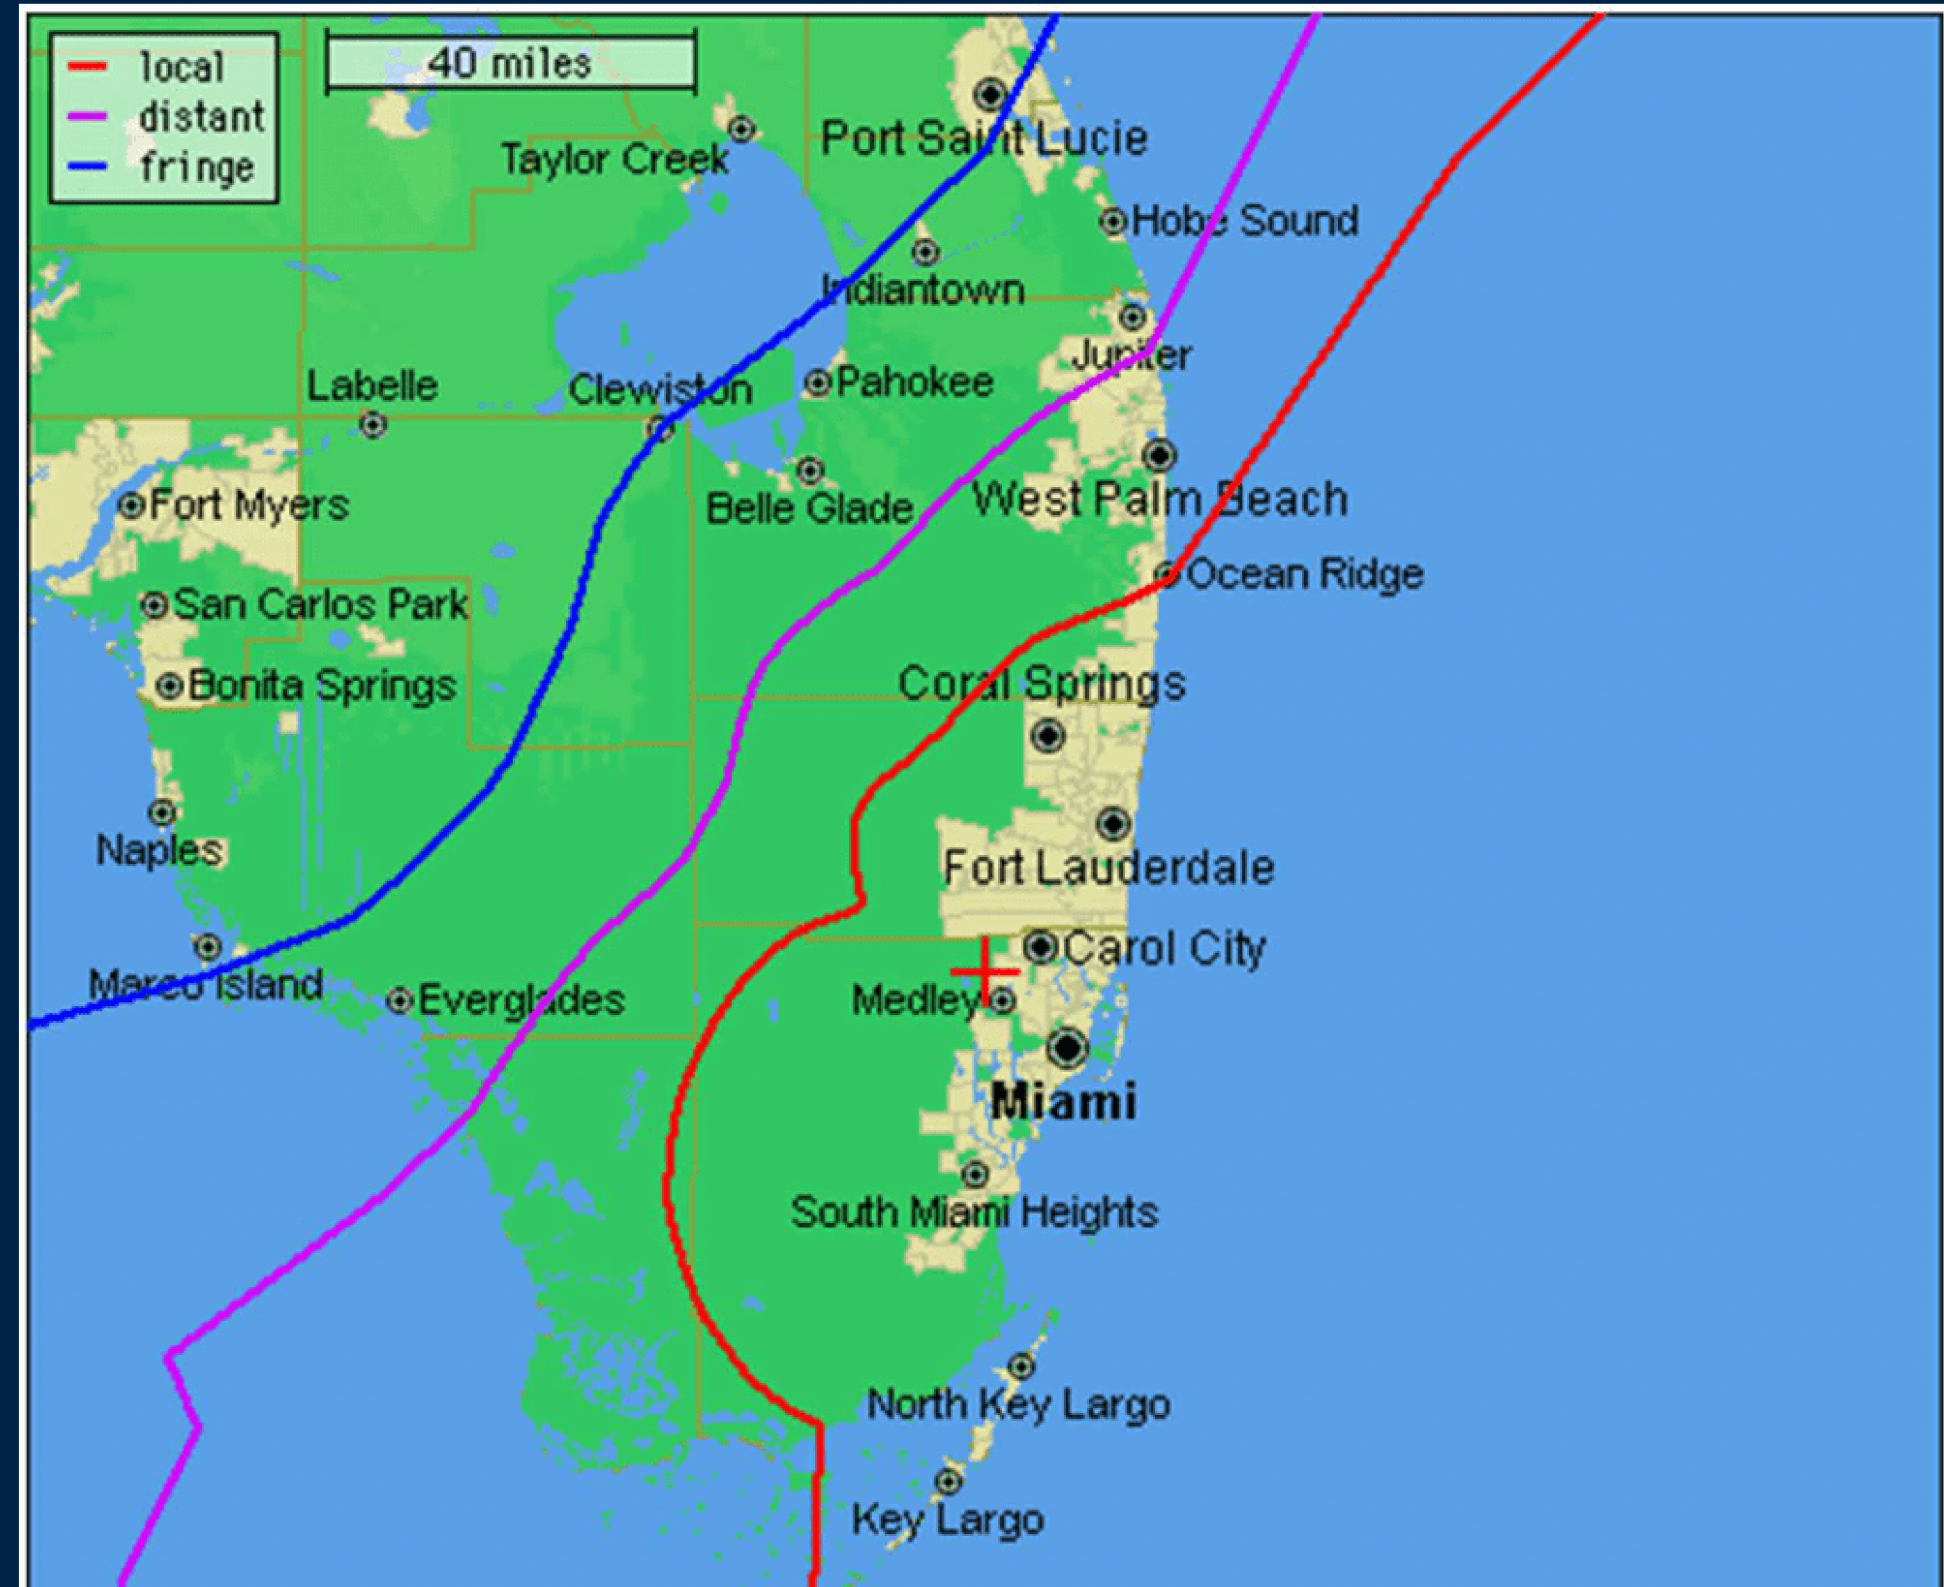 local
distant
fringe
40 miles
Port Saint Lucie
Taylor Creek
Hobe Sound
Indiantown
Jupiter
Labelle
Clewiston
Pahokee
Fort Myers
Belle Glade
West Palm Beach
Ocean Ridge
San Carlos Park
Bonita Springs
Coral Springs
Naples
Fort Lauderdale
Carol City
Marco Island
Everglades
Medley
Miami
South Miami Heights
North Key Largo
Key Largo